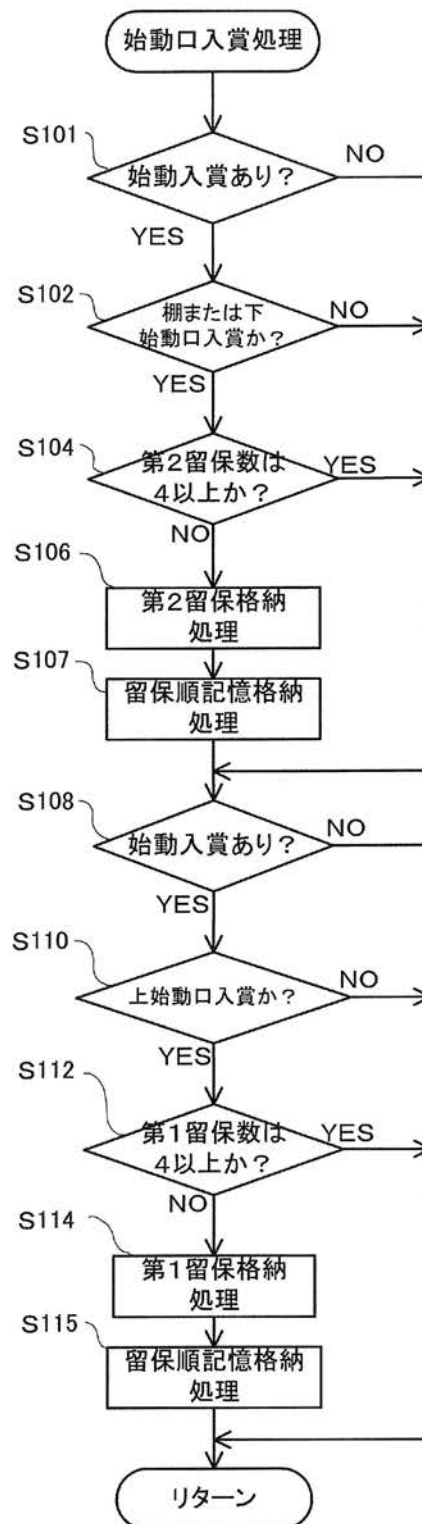 始動口入賞処理
S101
始動入賞あり?
NO
YES
S102
棚または下
始動口入賞か?
NO
YES
S104
第2留保数は
4以上か?
YES
NO
S106
第2留保格納
処理
S107
留保順記憶格納
処理
S108
始動入賞あり?
NO
YES
S110
上始動口入賞か?
NO
YES
S112
第1留保数は
4以上か?
YES
NO
S114
第1留保格納
処理
S115
留保順記憶格納
処理
リターン